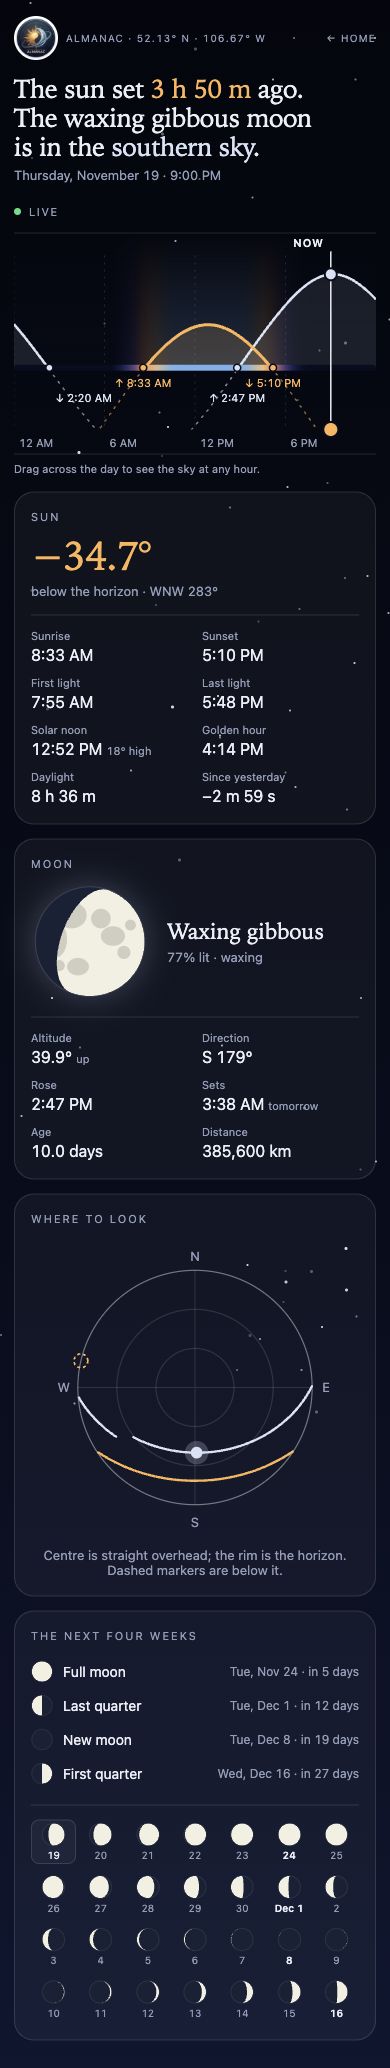 ALMANAC
ALMANAC · 52.13° N · 106.67° W
← HOME
The sun set 3 h 50 m ago.
The waxing gibbous moon
is in the southern sky.
Thursday, November 19 · 9:00 PM
LIVE
NOW
↑ 8:33 AM
↓ 5:10 PM
↓ 2:20 AM
↑ 2:47 PM
12 AM
6 AM
12 PM
6 PM
Drag across the day to see the sky at any hour.
SUN
−34.7°
below the horizon · WNW 283°
Sunrise
8:33 AM
Sunset
5:10 PM
First light
7:55 AM
Last light
5:48 PM
Solar noon
12:52 PM 18° high
Golden hour
4:14 PM
Daylight
8 h 36 m
Since yesterday
−2 m 59 s
MOON
Waxing gibbous
77% lit · waxing
Altitude
39.9° up
Direction
S 179°
Rose
2:47 PM
Sets
3:38 AM tomorrow
Age
10.0 days
Distance
385,600 km
WHERE TO LOOK
N
W
E
S
Centre is straight overhead; the rim is the horizon.
Dashed markers are below it.
THE NEXT FOUR WEEKS
Full moon
Tue, Nov 24 · in 5 days
Last quarter
Tue, Dec 1 · in 12 days
New moon
Tue, Dec 8 · in 19 days
First quarter
Wed, Dec 16 · in 27 days
19 20 21 22 23 24 25
26 27 28 29 30 Dec 1 2
3 4 5 6 7 8 9
10 11 12 13 14 15 16